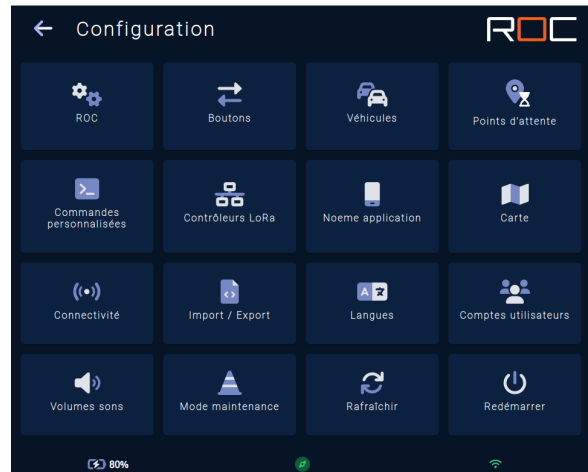 Configuration
ROC
ROC
Boutons
Véhicules
Points d'attente
Commandes
personnalisées
Contrôleurs LoRa
Noeme application
Carte
Connectivité
Import / Export
A
文
Langues
Comptes utilisateurs
Volumes sons
Mode maintenance
Rafraîchir
Redémarrer
80%